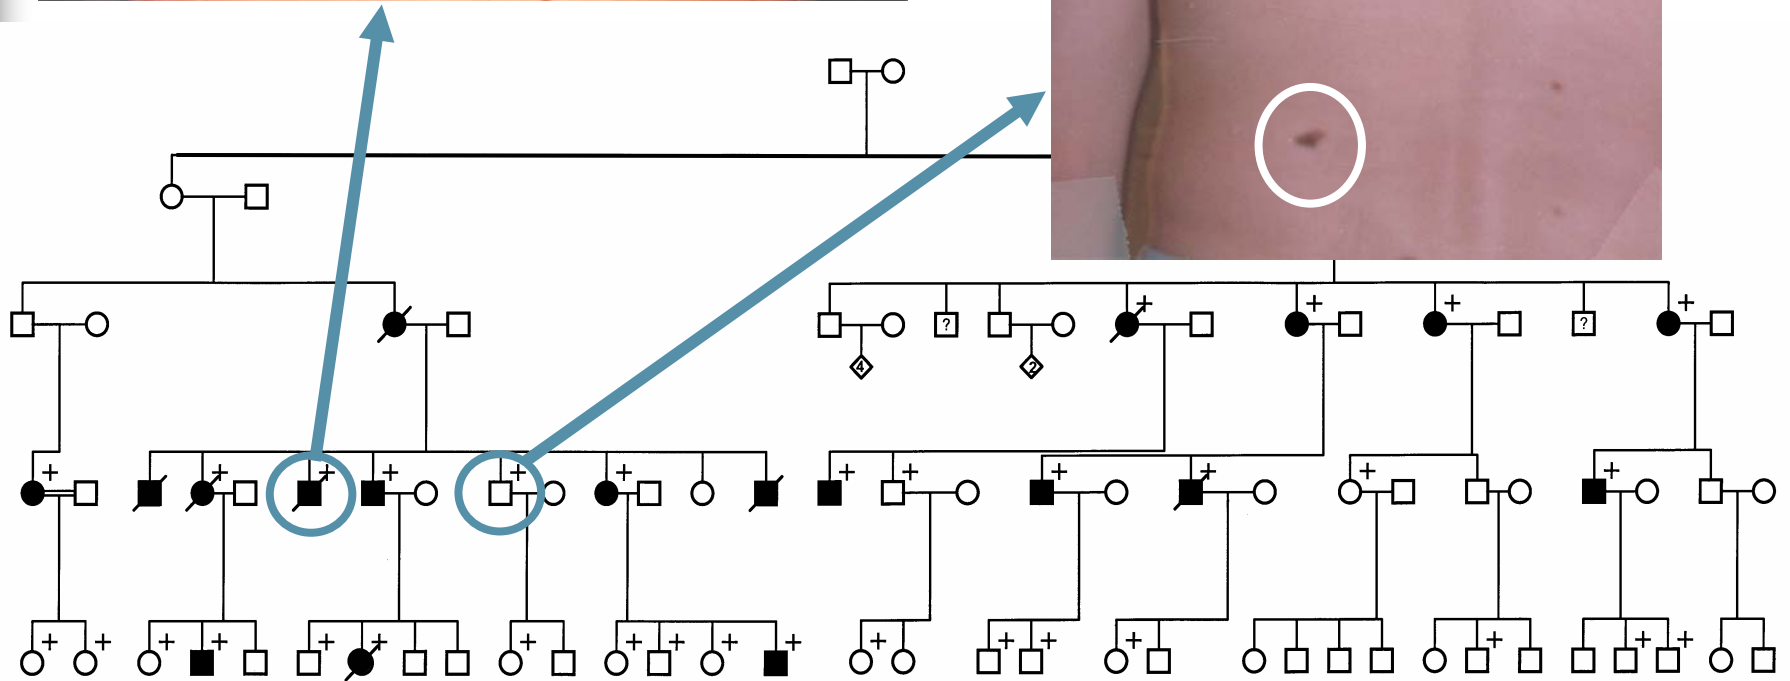 + + + +
? ?
4 2
+ + + + + + + + + + + +
+ + + + + + + + + + + + + + + + + +